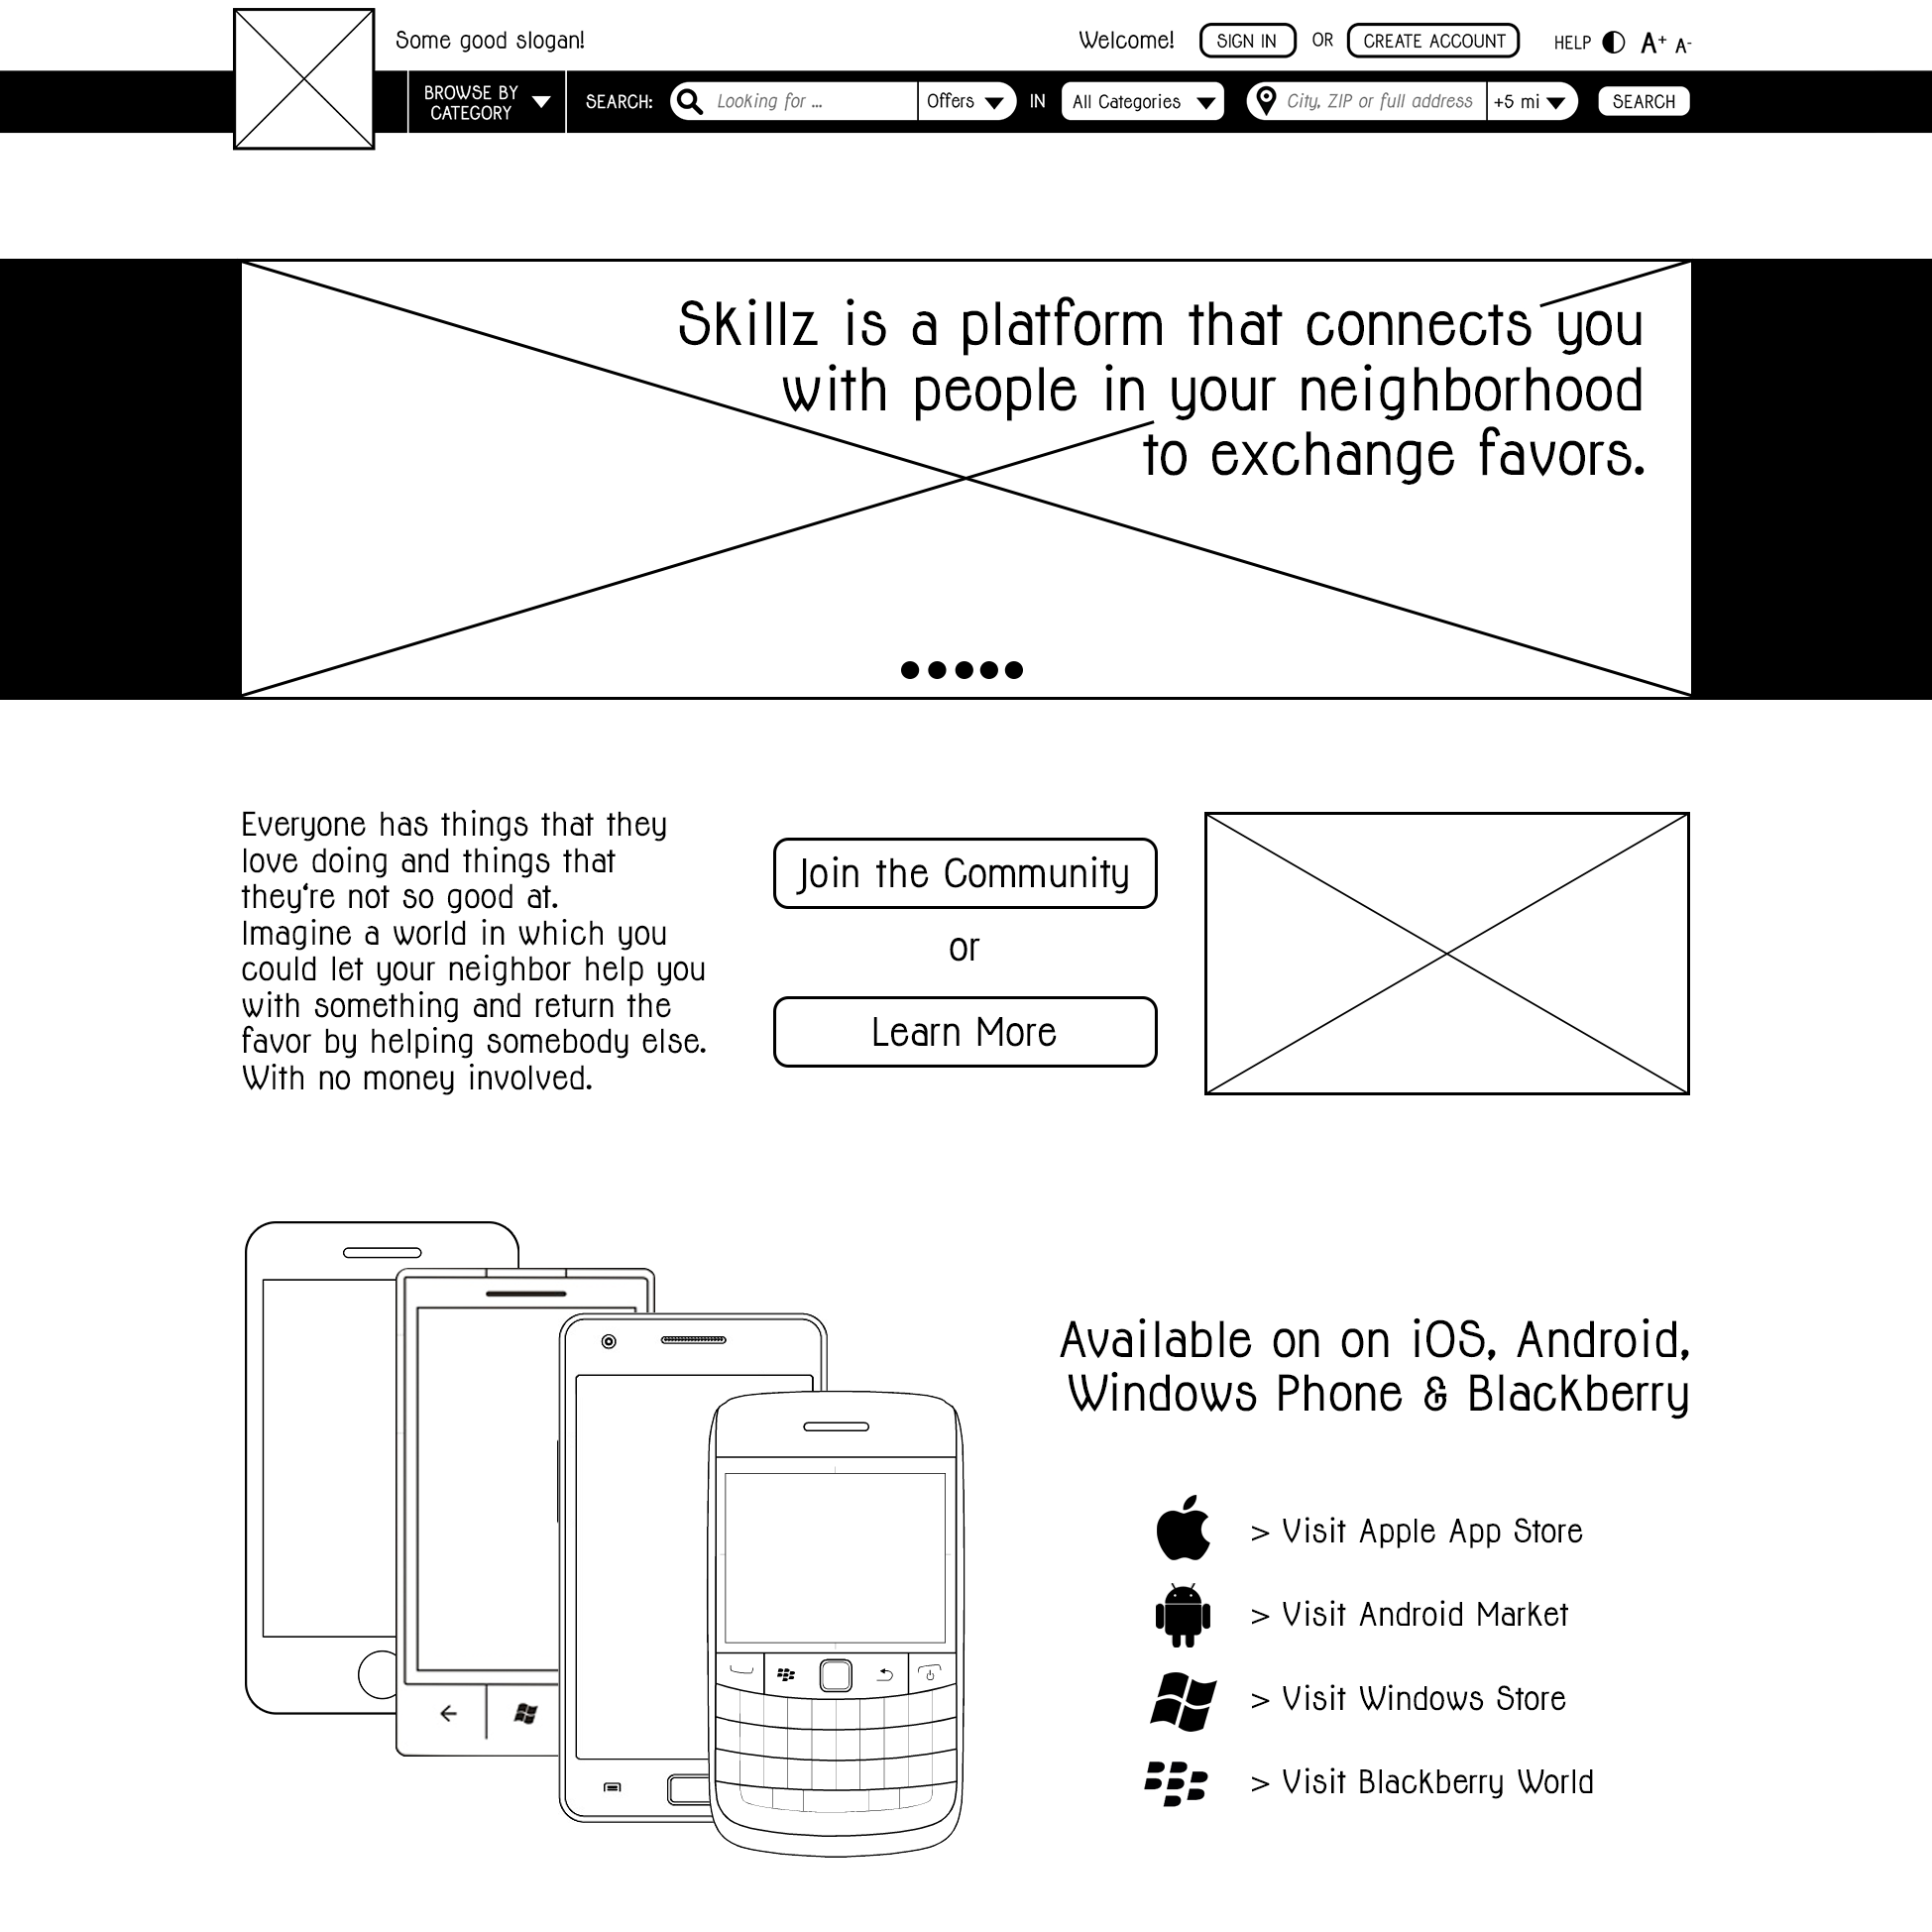 Some good slogan!
Welcome! SIGN IN OR CREATE ACCOUNT HELP A+ A-
BROWSE BY
CATEGORY
SEARCH: Looking for ... Offers IN All Categories City, ZIP or full address +5 mi SEARCH
Skillz is a platform that connects you
with people in your neighborhood
to exchange favors.
Everyone has things that they
love doing and things that
they‘re not so good at.
Imagine a world in which you
could let your neighbor help you
with something and return the
favor by helping somebody else.
With no money involved.
Join the Community
or
Learn More
Available on on iOS, Android,
Windows Phone & Blackberry
> Visit Apple App Store
> Visit Android Market
> Visit Windows Store
> Visit Blackberry World